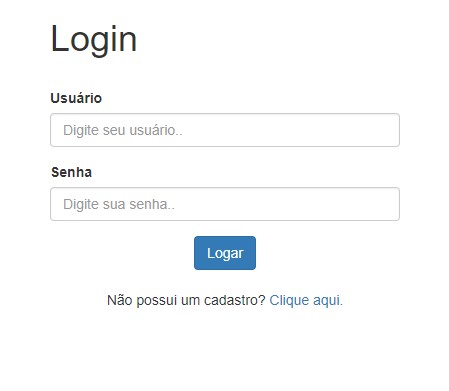 Login
Usuário
Digite seu usuário..
Senha
Digite sua senha..
Logar
Não possui um cadastro? Clique aqui.